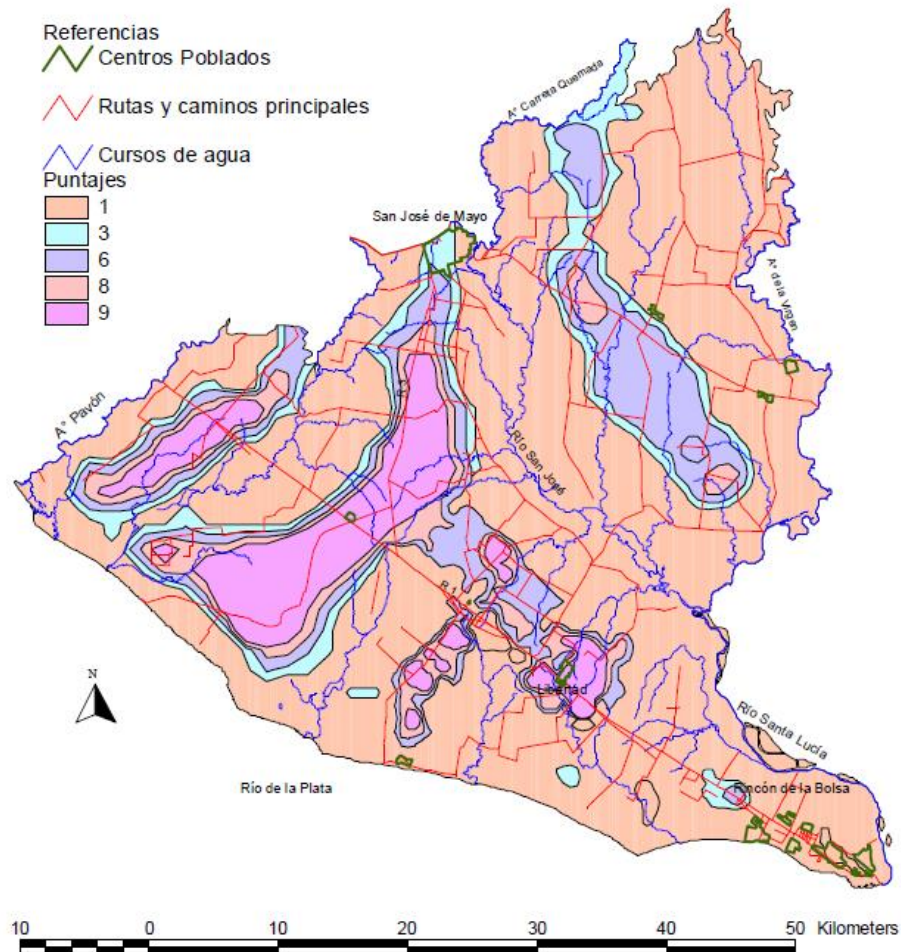 Referencias
Centros Poblados
Rutas y caminos principales
Cursos de agua
Puntajes
1
3
6
8
9
A° Carreta Quemada
San José de Mayo
A° de la Virgen
A° Pavón
R 3
Río San José
R 1
N
Libertad
Río Santa Lucía
Río de la Plata
Rincón de la Bolsa
10 0 10 20 30 40 50 Kilometers